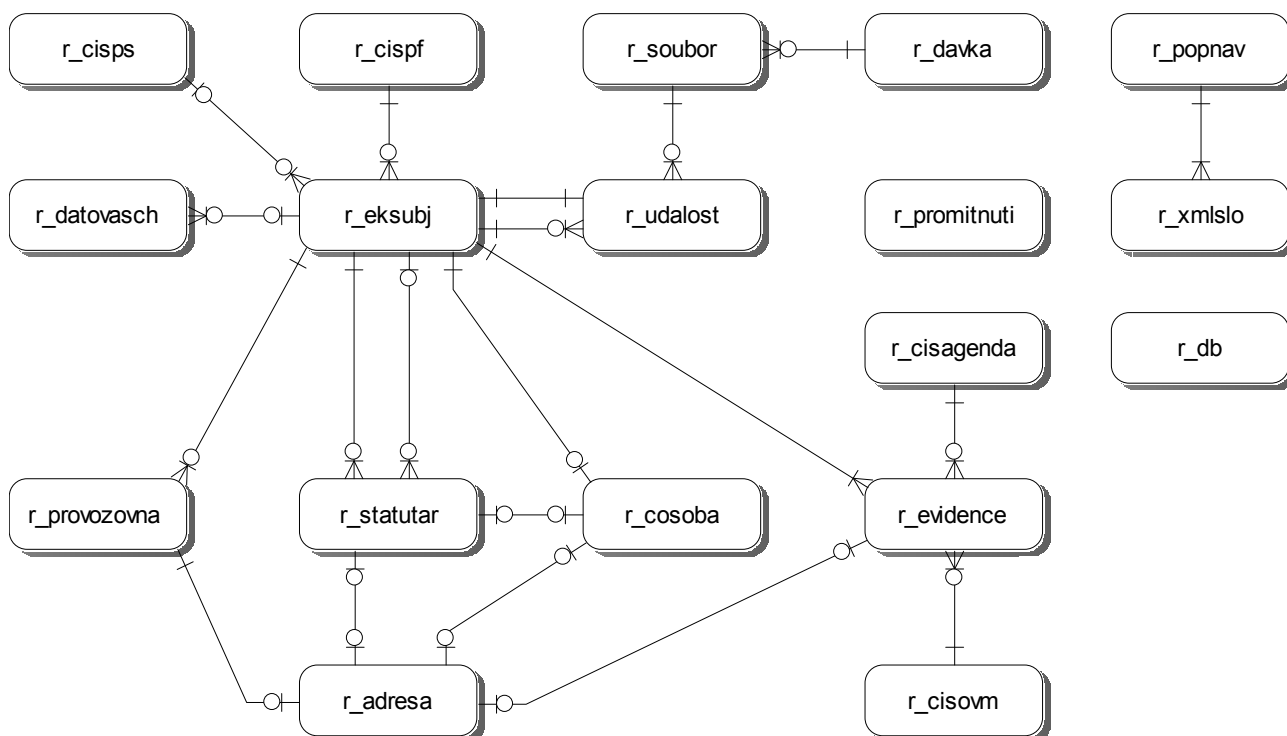 r_cisps
r_cispf
r_soubor
r_davka
r_popnav
r_datovasch
r_eksubj
r_udalost
r_promitnuti
r_xmlslo
r_cisagenda
r_db
r_provozovna
r_statutar
r_cosoba
r_evidence
r_adresa
r_cisovm